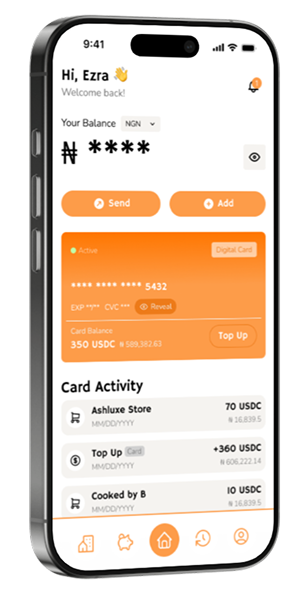 9:41
Hi, Ezra 👋
1
Welcome back!
Your Balance NGN
₦ ****
Send Add
Active Digital Card
**** **** **** 5432
EXP **/** CVC *** Reveal
Card Balance
350 USDC ₦ 589,382.63 Top Up
Card Activity
Ashluxe Store 70 USDC
MM/DD/YYYY ₦ 16,839.5
Top Up Card +360 USDC
MM/DD/YYYY ₦ 606,222.14
Cooked by B 10 USDC
MM/DD/YYYY ₦ 16,839.5